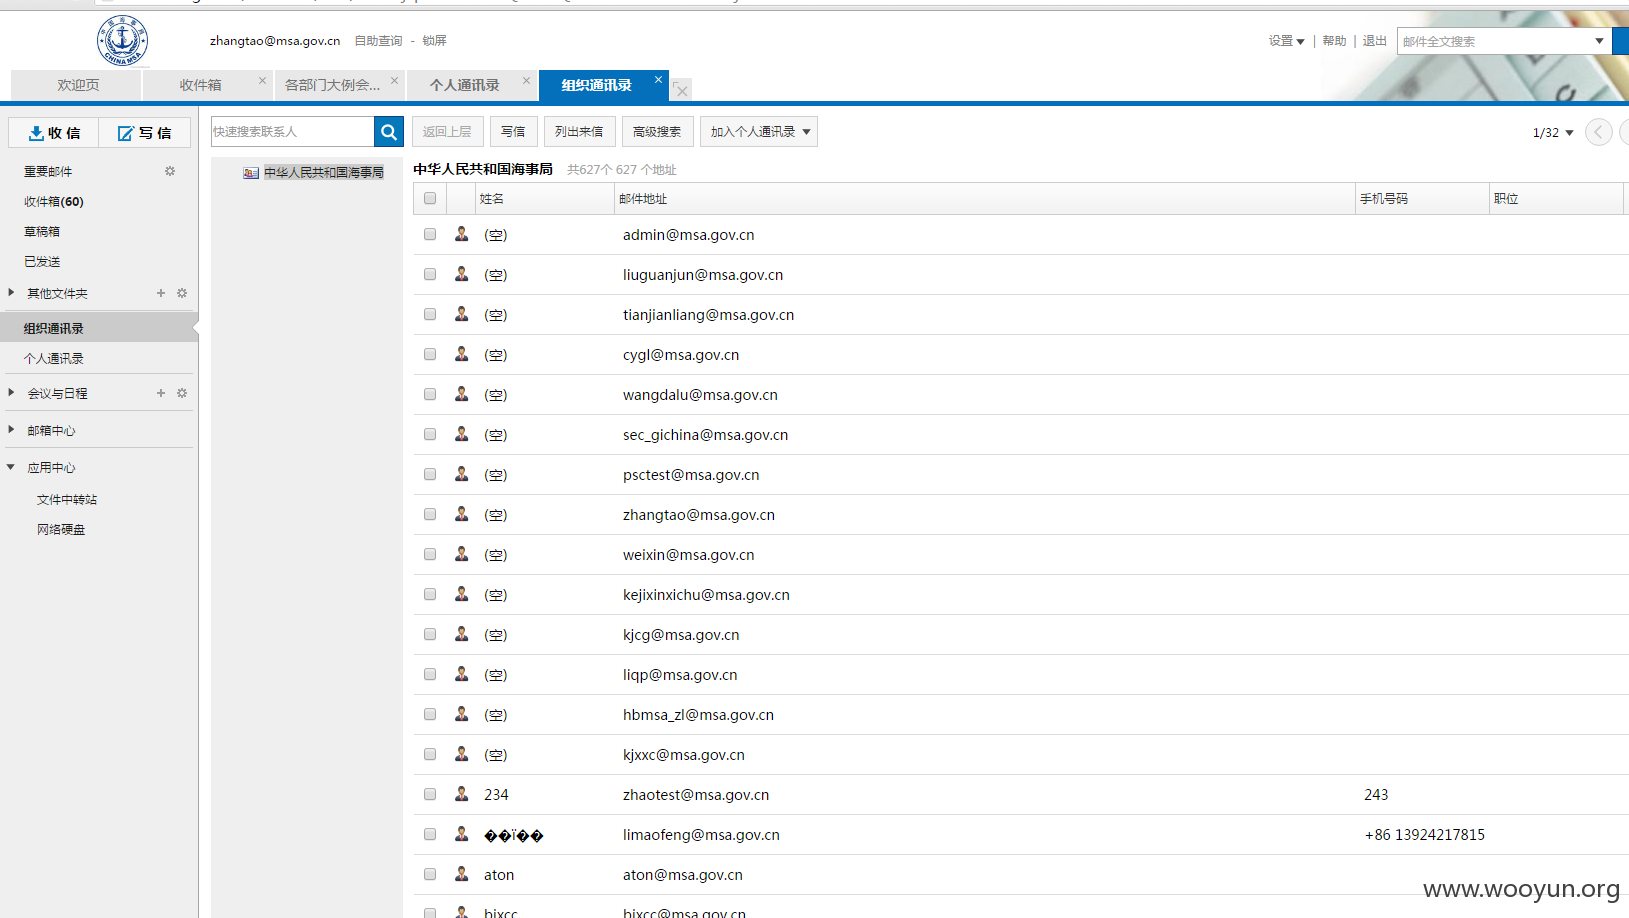 zhangtao@msa.gov.cn 自助查询 - 锁屏
设置 | 帮助 | 退出 邮件全文搜索
CHINA MSA
欢迎页 收件箱 各部门大例会... 个人通讯录 组织通讯录
收信 写信
快速搜索联系人 返回上层 写信 列出来信 高级搜索 加入个人通讯录 1/32
重要邮件
收件箱(60)
草稿箱
已发送
其他文件夹
组织通讯录
个人通讯录
会议与日程
邮箱中心
应用中心
文件中转站
网络硬盘
中华人民共和国海事局
中华人民共和国海事局 共627个 627 个地址
姓名 邮件地址 手机号码 职位
(空) admin@msa.gov.cn
(空) liuguanjun@msa.gov.cn
(空) tianjianliang@msa.gov.cn
(空) cygl@msa.gov.cn
(空) wangdalu@msa.gov.cn
(空) sec_gichina@msa.gov.cn
(空) psctest@msa.gov.cn
(空) zhangtao@msa.gov.cn
(空) weixin@msa.gov.cn
(空) kejixinxichu@msa.gov.cn
(空) kjcg@msa.gov.cn
(空) liqp@msa.gov.cn
(空) hbmsa_zl@msa.gov.cn
(空) kjxxc@msa.gov.cn
234 zhaotest@msa.gov.cn 243
��ï�� limaofeng@msa.gov.cn +86 13924217815
aton aton@msa.gov.cn
bixcc bixcc@msa.gov.cn
www.wooyun.org